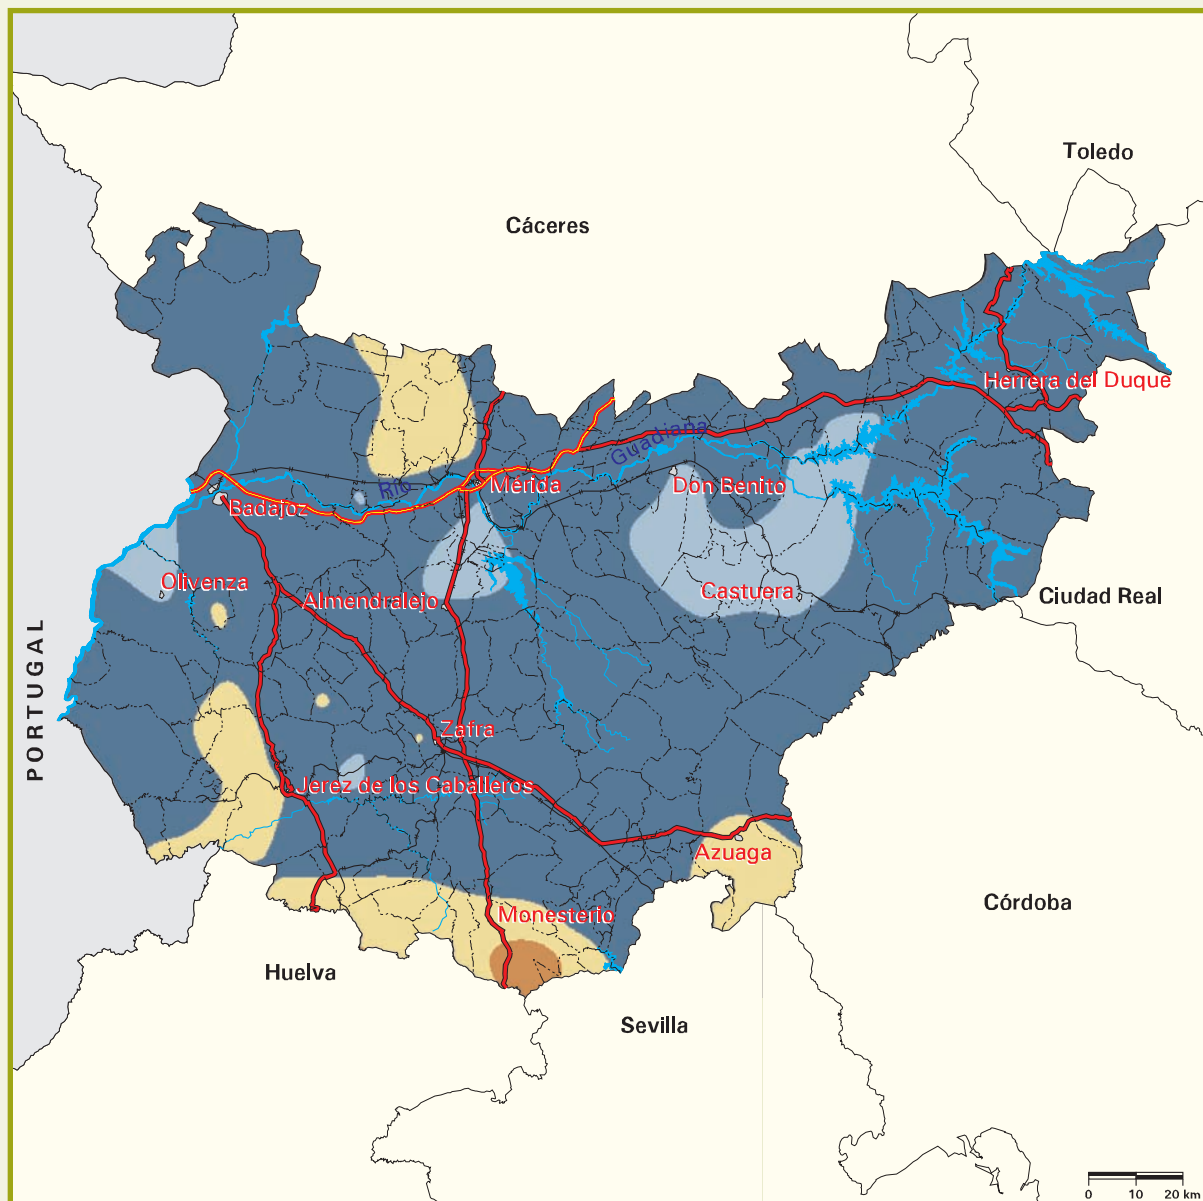 Toledo
Cáceres
Herrera del Duque
Río
Guadiana
Mérida
Don Benito
Badajoz
Olivenza
Almendralejo
Castuera
Ciudad Real
PORTUGAL
Zafra
Jerez de los Caballeros
Azuaga
Monesterio
Córdoba
Huelva
Sevilla
0 10 20 km